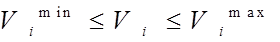 V_i^min ≤ V_i ≤ V_i^max